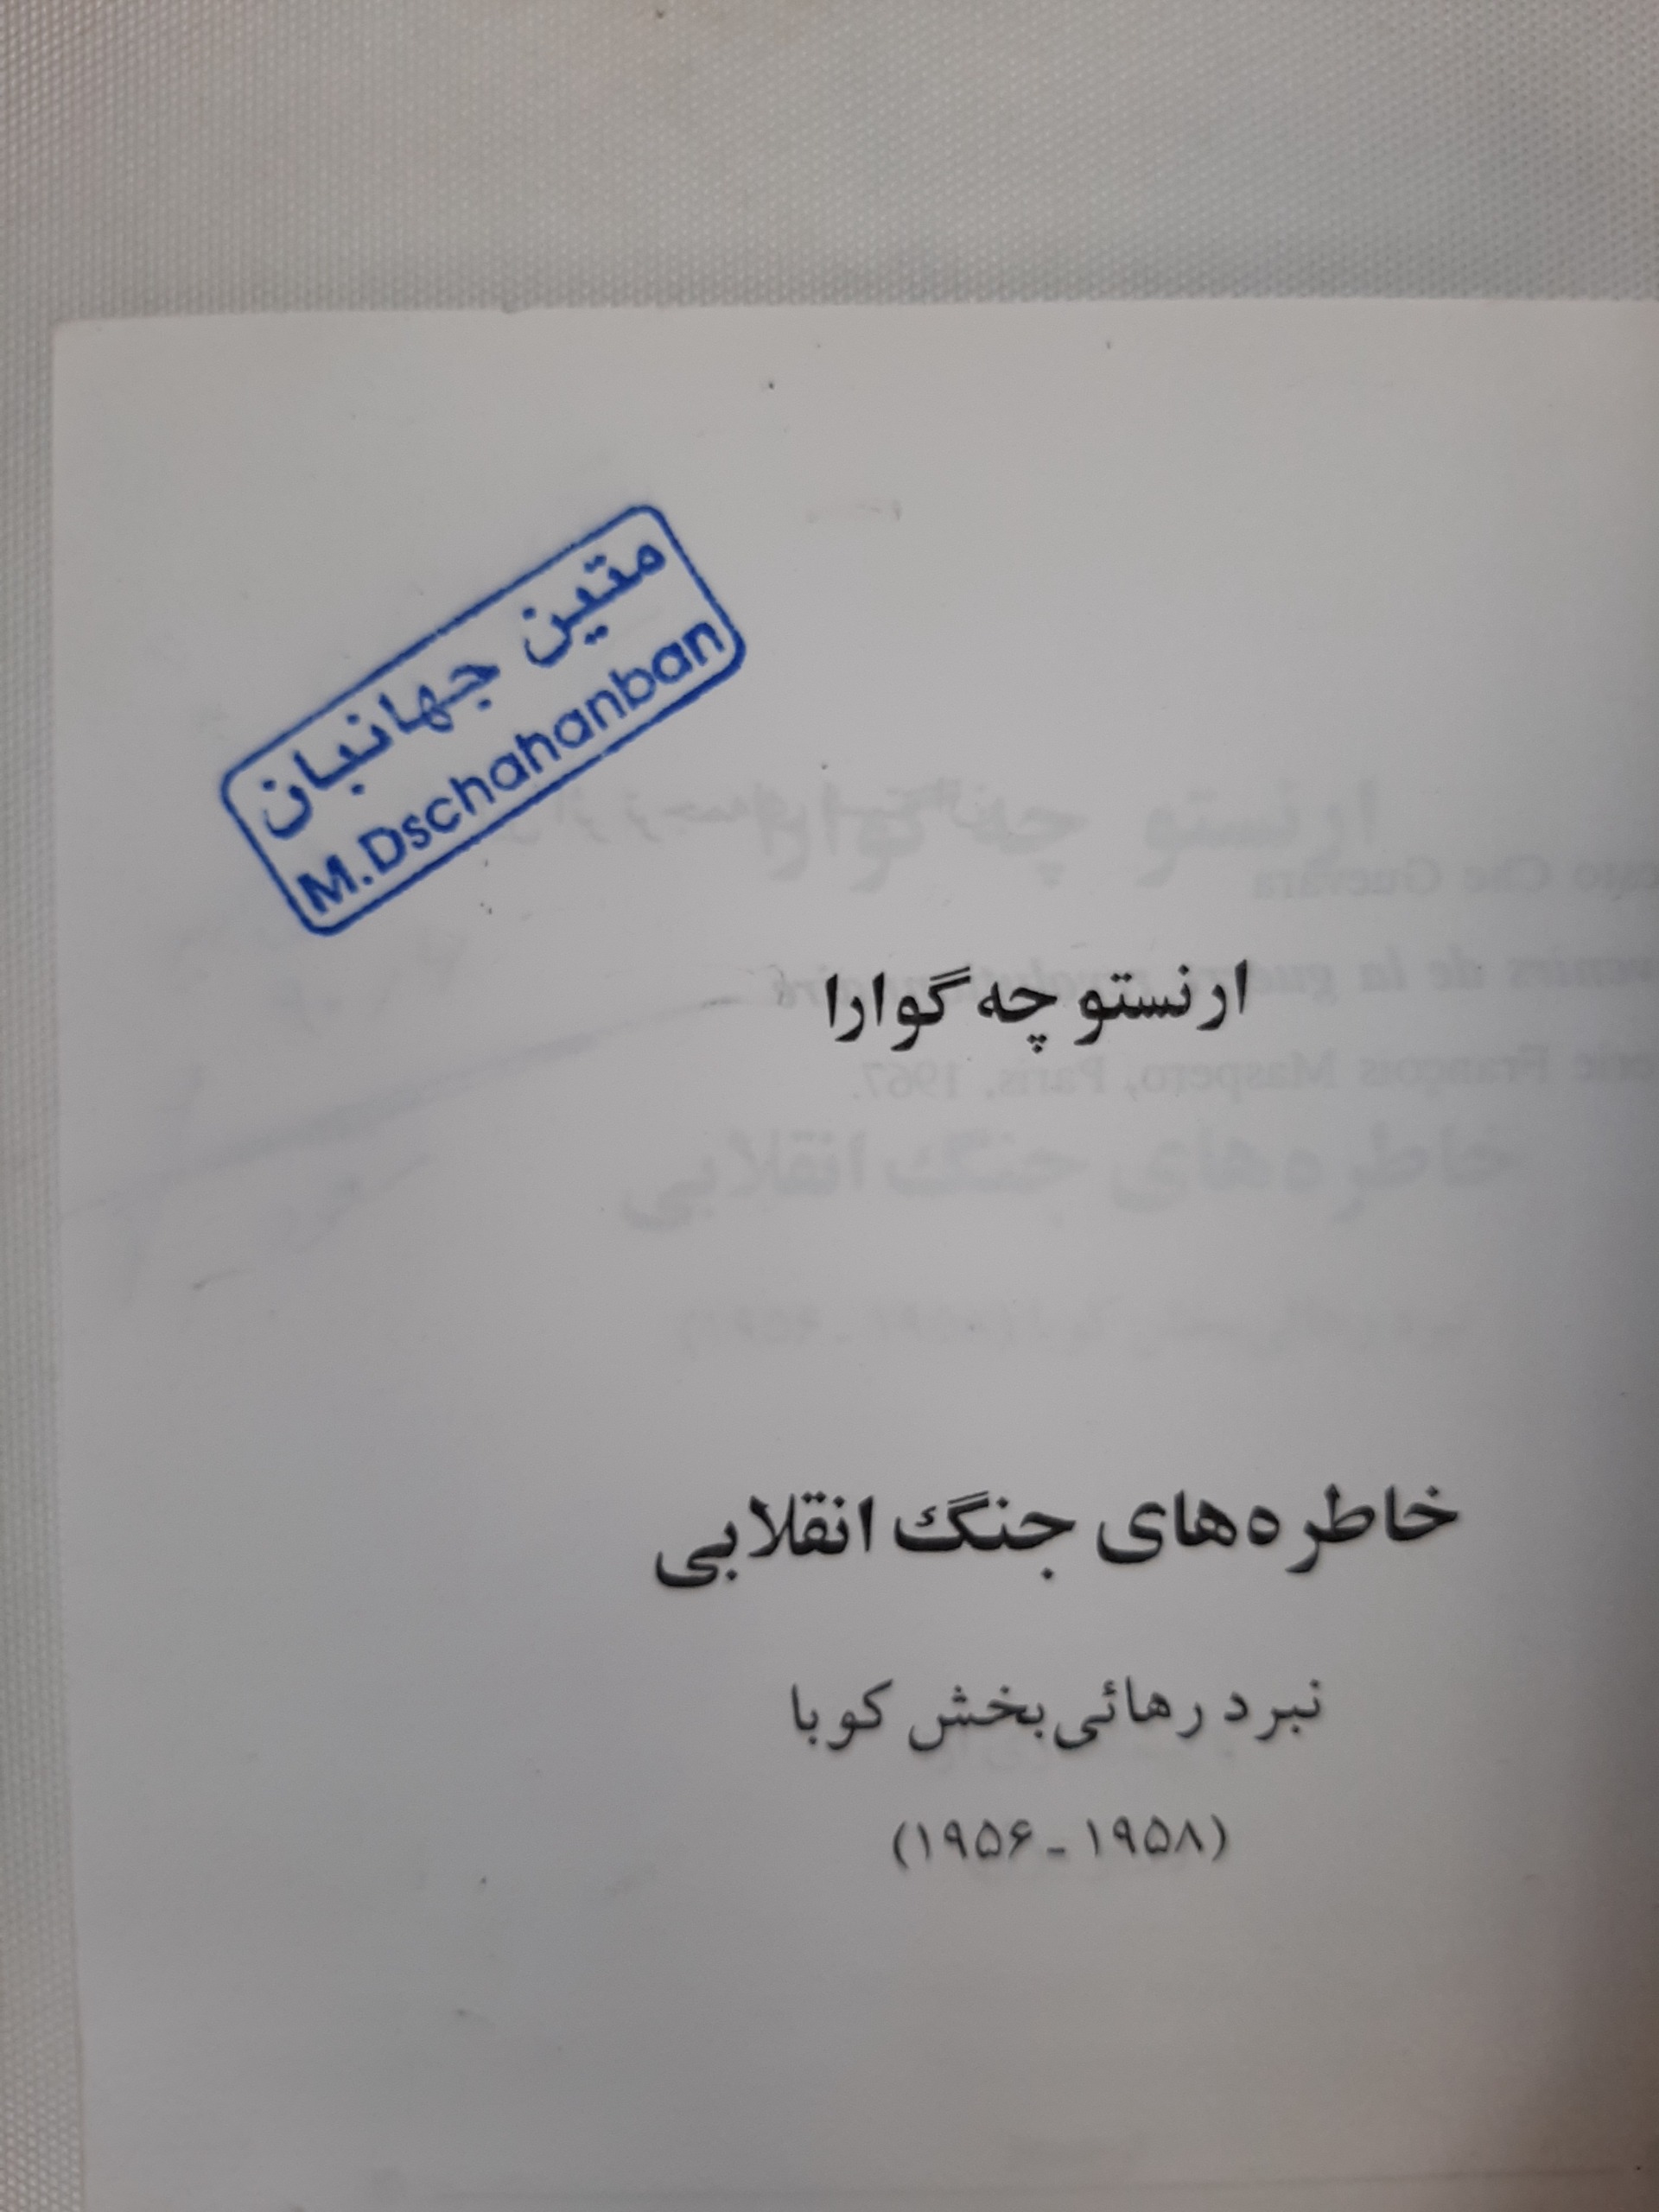 متین جهانبان
M.Dschahanban
ارنستو چه گوارا
خاطره‌های جنگ انقلابی
نبرد رهائی‌بخش کوبا
(۱۹۵۶ - ۱۹۵۸)